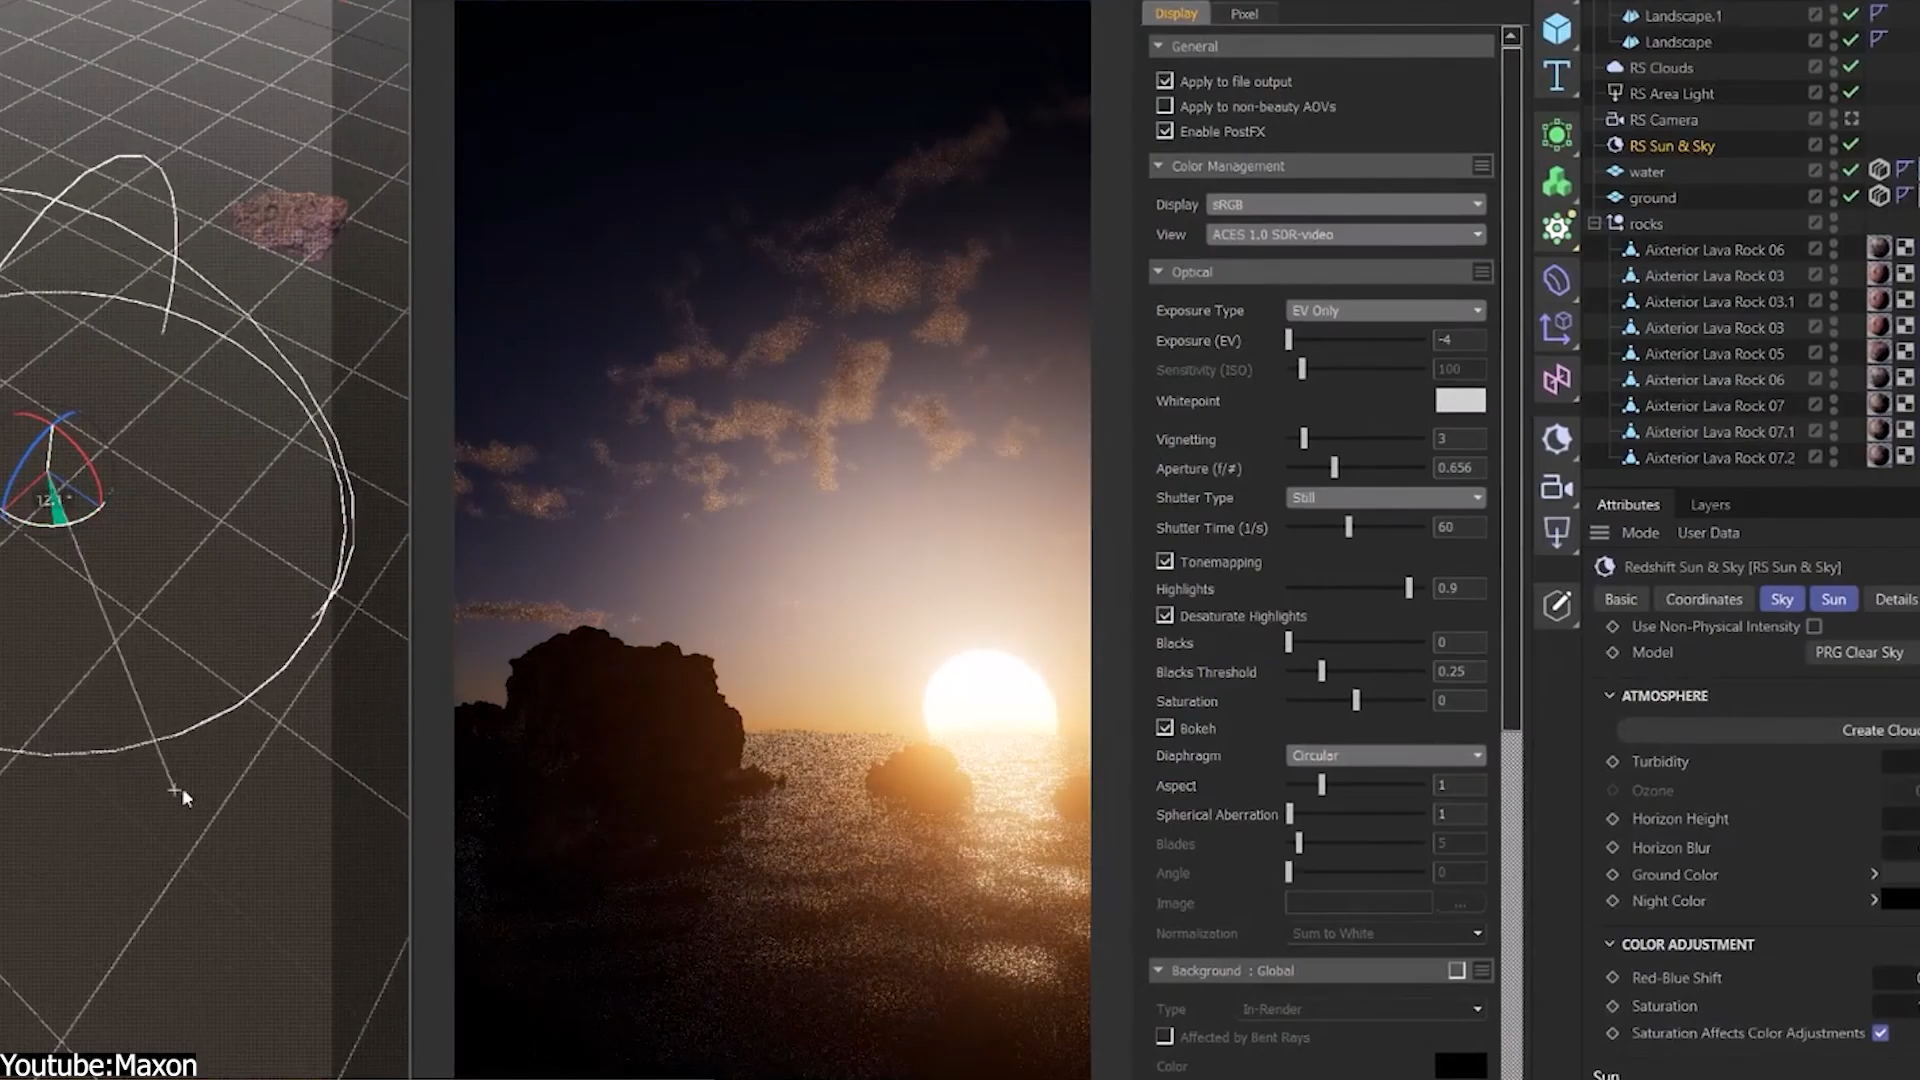 12.1°
Youtube:Maxon
Display Pixel
General
Apply to file output
Apply to non-beauty AOVs
Enable PostFX
Color Management
Display sRGB
View ACES 1.0 SDR-video
Optical
Exposure Type EV Only
Exposure (EV) -4
Sensitivity (ISO) 100
Whitepoint
Vignetting 3
Aperture (f/≠) 0.656
Shutter Type Still
Shutter Time (1/s) 60
Tonemapping
Highlights 0.9
Desaturate Highlights
Blacks 0
Blacks Threshold 0.25
Saturation 0
Bokeh
Diaphragm Circular
Aspect 1
Spherical Aberration 1
Blades 5
Angle 0
Image ...
Normalization Sum to White
Background : Global
Type In-Render
Affected by Bent Rays
Color
Landscape.1
Landscape
RS Clouds
RS Area Light
RS Camera
RS Sun & Sky
water
ground
rocks
Aixterior Lava Rock 06
Aixterior Lava Rock 03
Aixterior Lava Rock 03.1
Aixterior Lava Rock 03
Aixterior Lava Rock 05
Aixterior Lava Rock 06
Aixterior Lava Rock 07
Aixterior Lava Rock 07.1
Aixterior Lava Rock 07.2
Attributes Layers
Mode User Data
Redshift Sun & Sky [RS Sun & Sky]
Basic Coordinates Sky Sun Details
Use Non-Physical Intensity
Model PRG Clear Sky
ATMOSPHERE
Create Clou
Turbidity
Ozone
Horizon Height
Horizon Blur
Ground Color
Night Color
COLOR ADJUSTMENT
Red-Blue Shift
Saturation
Saturation Affects Color Adjustments
Sun